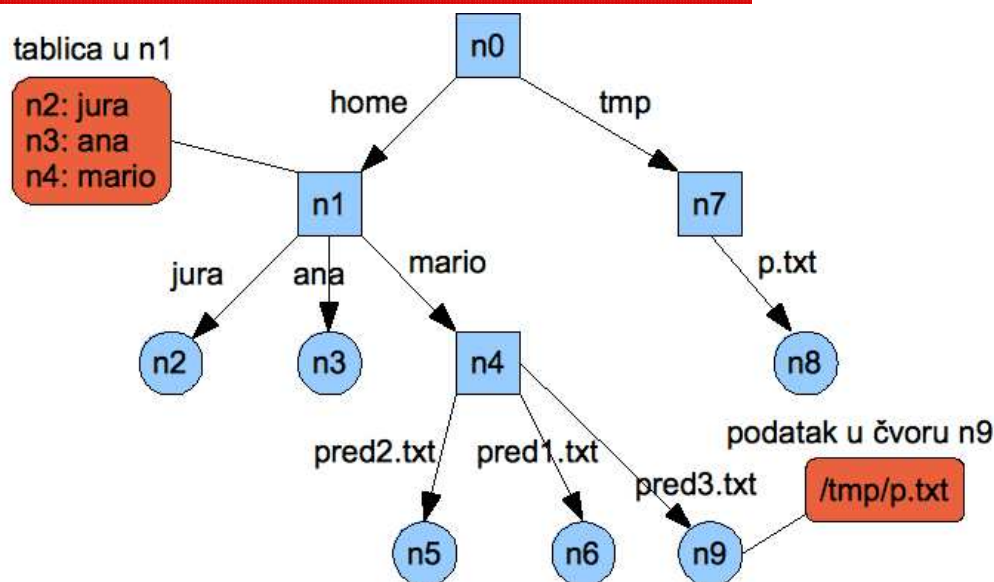 n0
tablica u n1
n2: jura
n3: ana
n4: mario
home
tmp
n1
n7
jura
ana
mario
p.txt
n2
n3
n4
n8
podatak u čvoru n9
pred2.txt
pred1.txt
pred3.txt
/tmp/p.txt
n5
n6
n9